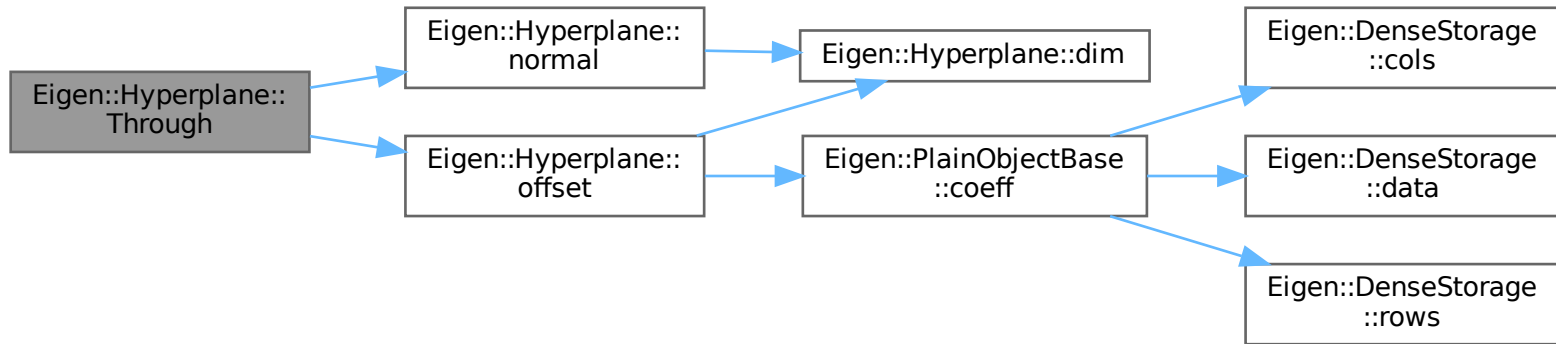 Eigen::Hyperplane::
Through
Eigen::Hyperplane::
normal
Eigen::Hyperplane::
offset
Eigen::Hyperplane::dim
Eigen::PlainObjectBase
::coeff
Eigen::DenseStorage
::cols
Eigen::DenseStorage
::data
Eigen::DenseStorage
::rows